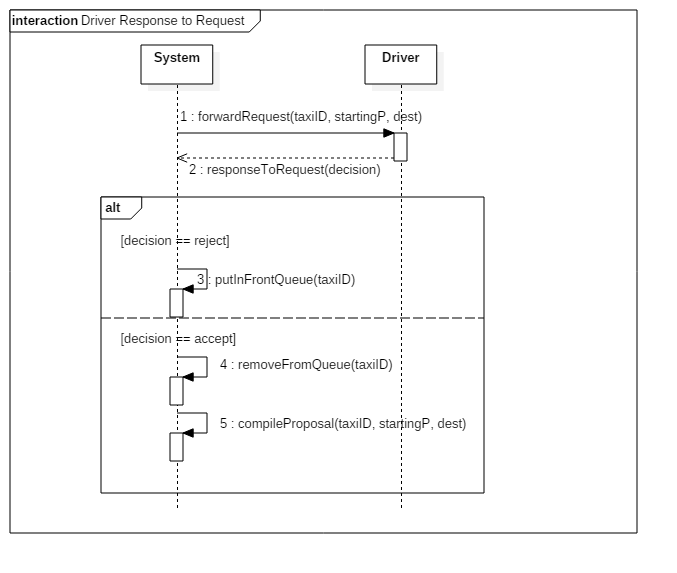 interaction Driver Response to Request
System
Driver
1 : forwardRequest(taxiID, startingP, dest)
2 : responseToRequest(decision)
alt
[decision == reject]
3 : putInFrontQueue(taxiID)
[decision == accept]
4 : removeFromQueue(taxiID)
5 : compileProposal(taxiID, startingP, dest)